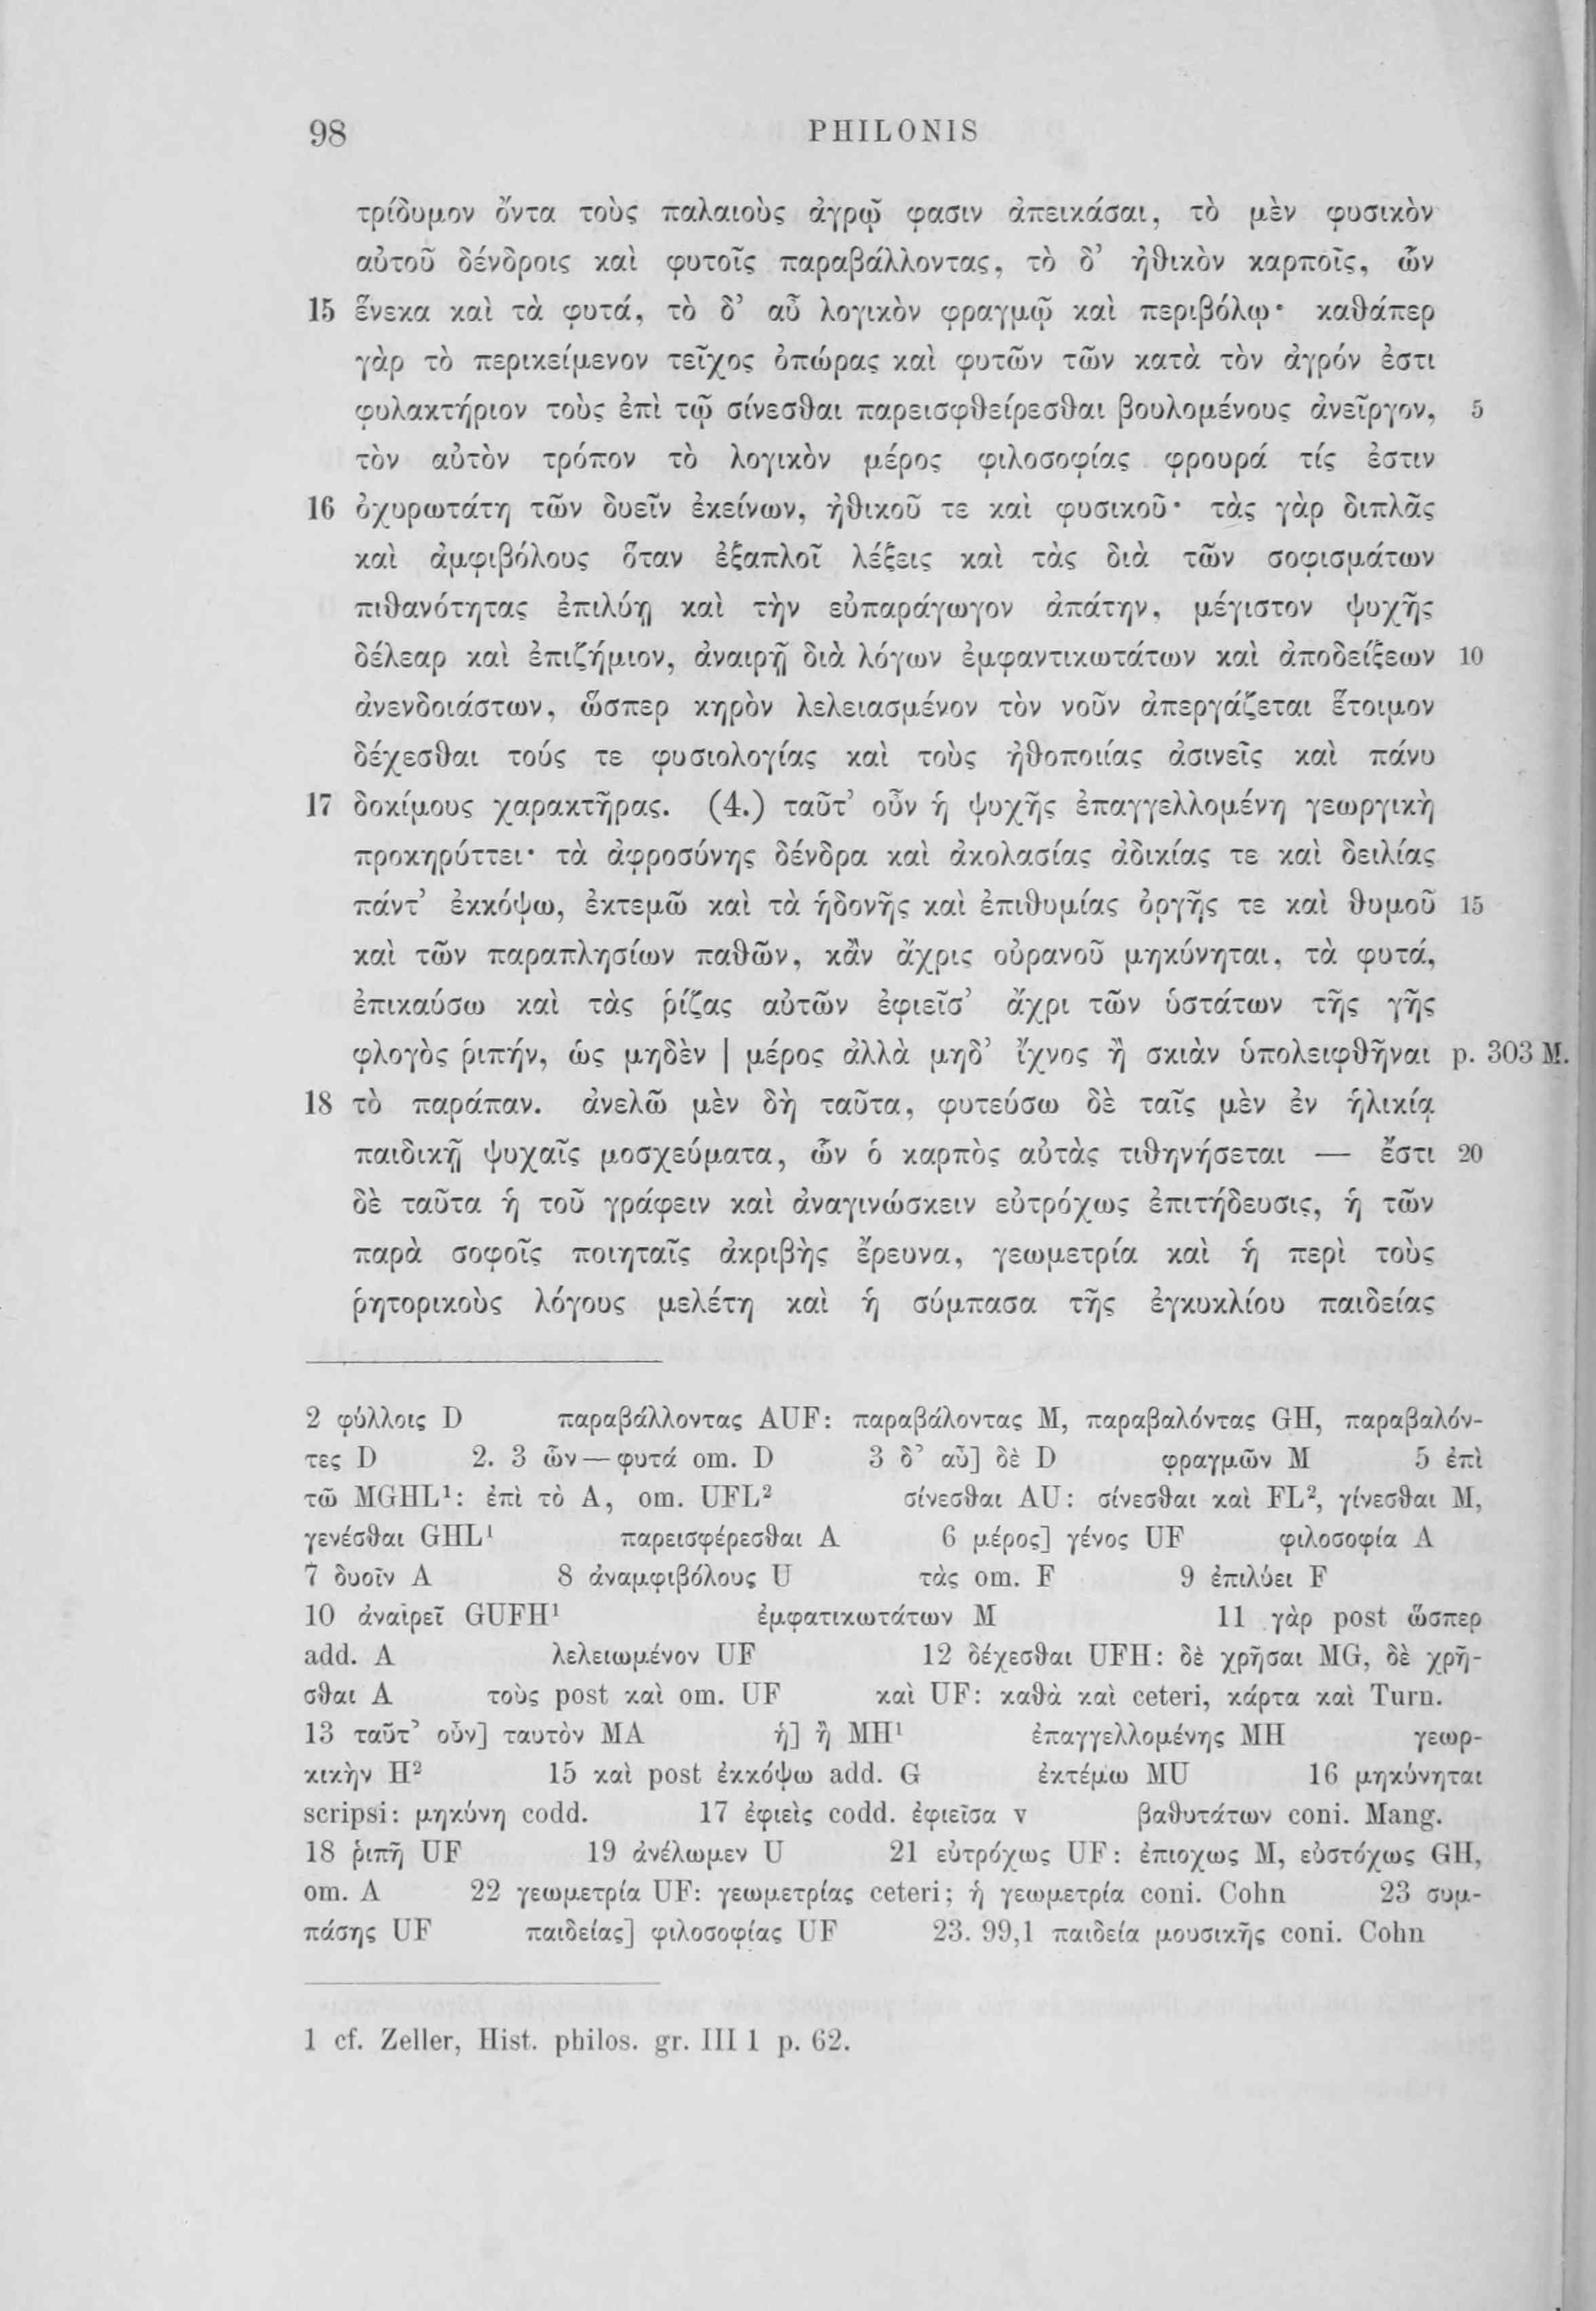 98 PHILONIS
τρίδυμον ὄντα τοὺς παλαιοὺς ἀγρῷ φασιν ἀπεικάσαι, τὸ μὲν φυσικὸν
αὐτοῦ δένδροις καὶ φυτοῖς παραβάλλοντας, τὸ δ’ ἠθικὸν καρποῖς, ὧν
15 ἕνεκα καὶ τὰ φυτά, τὸ δ’ αὖ λογικὸν φραγμῷ καὶ περιβόλῳ· καθάπερ
γὰρ τὸ περικείμενον τεῖχος ὀπώρας καὶ φυτῶν τῶν κατὰ τὸν ἀγρόν ἐστι
φυλακτήριον τοὺς ἐπὶ τῷ σίνεσθαι παρεισφθείρεσθαι βουλομένους ἀνεῖργον, 5
τὸν αὐτὸν τρόπον τὸ λογικὸν μέρος φιλοσοφίας φρουρά τίς ἐστιν
16 ὀχυρωτάτη τῶν δυεῖν ἐκείνων, ἠθικοῦ τε καὶ φυσικοῦ· τὰς γὰρ διπλᾶς
καὶ ἀμφιβόλους ὅταν ἐξαπλοῖ λέξεις καὶ τὰς διὰ τῶν σοφισμάτων
πιθανότητας ἐπιλύῃ καὶ τὴν εὐπαράγωγον ἀπάτην, μέγιστον ψυχῆς
δέλεαρ καὶ ἐπιζήμιον, ἀναιρῇ διὰ λόγων ἐμφαντικωτάτων καὶ ἀποδείξεων 10
ἀνενδοιάστων, ὥσπερ κηρὸν λελειασμένον τὸν νοῦν ἀπεργάζεται ἕτοιμον
δέχεσθαι τούς τε φυσιολογίας καὶ τοὺς ἠθοποιίας ἀσινεῖς καὶ πάνυ
17 δοκίμους χαρακτῆρας. (4.) ταῦτ’ οὖν ἡ ψυχῆς ἐπαγγελλομένη γεωργικὴ
προκηρύττει· τὰ ἀφροσύνης δένδρα καὶ ἀκολασίας ἀδικίας τε καὶ δειλίας
πάντ’ ἐκκόψω, ἐκτεμῶ καὶ τὰ ἡδονῆς καὶ ἐπιθυμίας ὀργῆς τε καὶ θυμοῦ 15
καὶ τῶν παραπλησίων παθῶν, κἂν ἄχρις οὐρανοῦ μηκύνηται, τὰ φυτά,
ἐπικαύσω καὶ τὰς ῥίζας αὐτῶν ἐφιεῖσ’ ἄχρι τῶν ὑστάτων τῆς γῆς
φλογὸς ῥιπήν, ὡς μηδὲν | μέρος ἀλλὰ μηδ’ ἴχνος ἢ σκιὰν ὑπολειφθῆναι p. 303 M.
18 τὸ παράπαν. ἀνελῶ μὲν δὴ ταῦτα, φυτεύσω δὲ ταῖς μὲν ἐν ἡλικίᾳ
παιδικῇ ψυχαῖς μοσχεύματα, ὧν ὁ καρπὸς αὐτὰς τιθηνήσεται — ἔστι 20
δὲ ταῦτα ἡ τοῦ γράφειν καὶ ἀναγινώσκειν εὐτρόχως ἐπιτήδευσις, ἡ τῶν
παρὰ σοφοῖς ποιηταῖς ἀκριβὴς ἔρευνα, γεωμετρία καὶ ἡ περὶ τοὺς
ῥητορικοὺς λόγους μελέτη καὶ ἡ σύμπασα τῆς ἐγκυκλίου παιδείας
2 φύλλοις D παραβάλλοντας AUF: παραβάλοντας M, παραβαλόντας GH, παραβαλόν-
τες D 2. 3 ὧν — φυτά om. D 3 δ’ αὖ] δὲ D φραγμῶν M 5 ἐπὶ
τῶ MGHL¹: ἐπὶ τὸ A, om. UFL² σίνεσθαι AU: σίνεσθαι καὶ FL², γίνεσθαι M,
γενέσθαι GHL¹ παρεισφέρεσθαι A 6 μέρος] γένος UF φιλοσοφία A
7 δυοῖν A 8 ἀναμφιβόλους U τὰς om. F 9 ἐπιλύει F
10 ἀναιρεῖ GUFH¹ ἐμφατικωτάτων M 11 γὰρ post ὥσπερ
add. A λελειωμένον UF 12 δέχεσθαι UFH: δὲ χρῆσαι MG, δὲ χρῆ-
σθαι A τοὺς post καὶ om. UF καὶ UF: καθὰ καὶ ceteri, κάρτα καὶ Turn.
13 ταῦτ’ οὖν] ταυτὸν MA ἡ] ἢ MH¹ ἐπαγγελλομένης MH γεωρ-
κικὴν H² 15 καὶ post ἐκκόψω add. G ἐκτέμω MU 16 μηκύνηται
scripsi: μηκύνη codd. 17 ἐφιεὶς codd. ἐφιεῖσα v βαθυτάτων coni. Mang.
18 ῥιπῆ UF 19 ἀνέλωμεν U 21 εὐτρόχως UF: ἐπιοχως M, εὐστόχως GH,
om. A 22 γεωμετρία UF: γεωμετρίας ceteri; ἡ γεωμετρία coni. Cohn 23 συμ-
πάσης UF παιδείας] φιλοσοφίας UF 23. 99,1 παιδεία μουσικῆς coni. Cohn
1 cf. Zeller, Hist. philos. gr. III 1 p. 62.